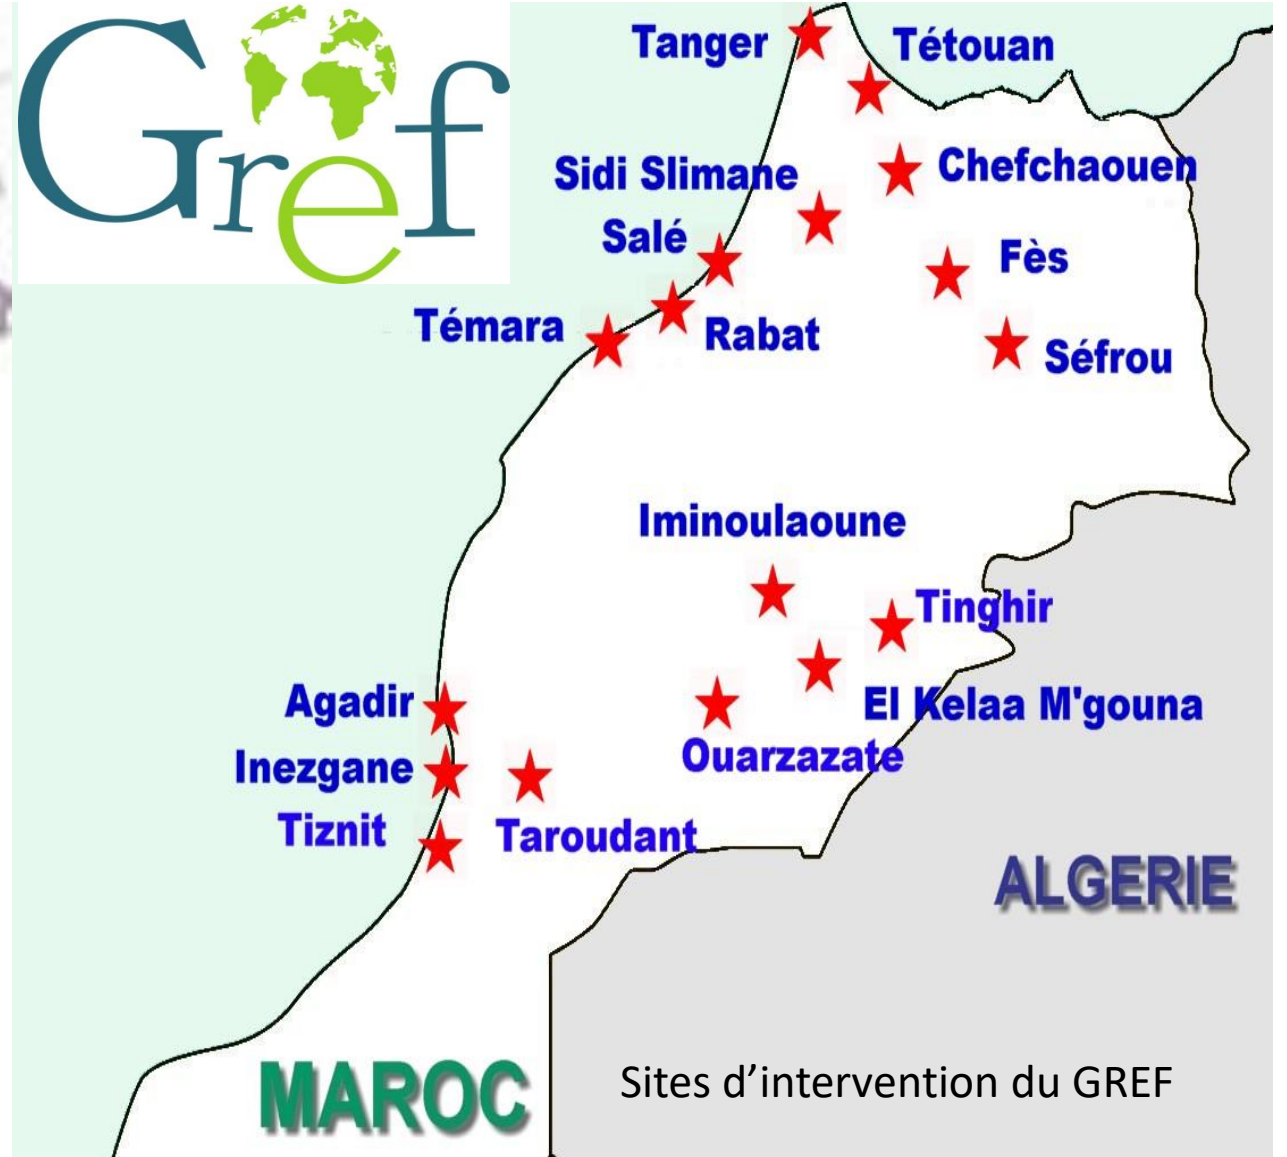 Gref
Tanger
Tétouan
Sidi Slimane
Chefchaouen
Salé
Fès
Témara
Rabat
Séfrou
Iminoulaoune
Tinghir
Agadir
El Kelaa M'gouna
Inezgane
Ouarzazate
Tiznit
Taroudant
ALGERIE
MAROC
Sites d’intervention du GREF